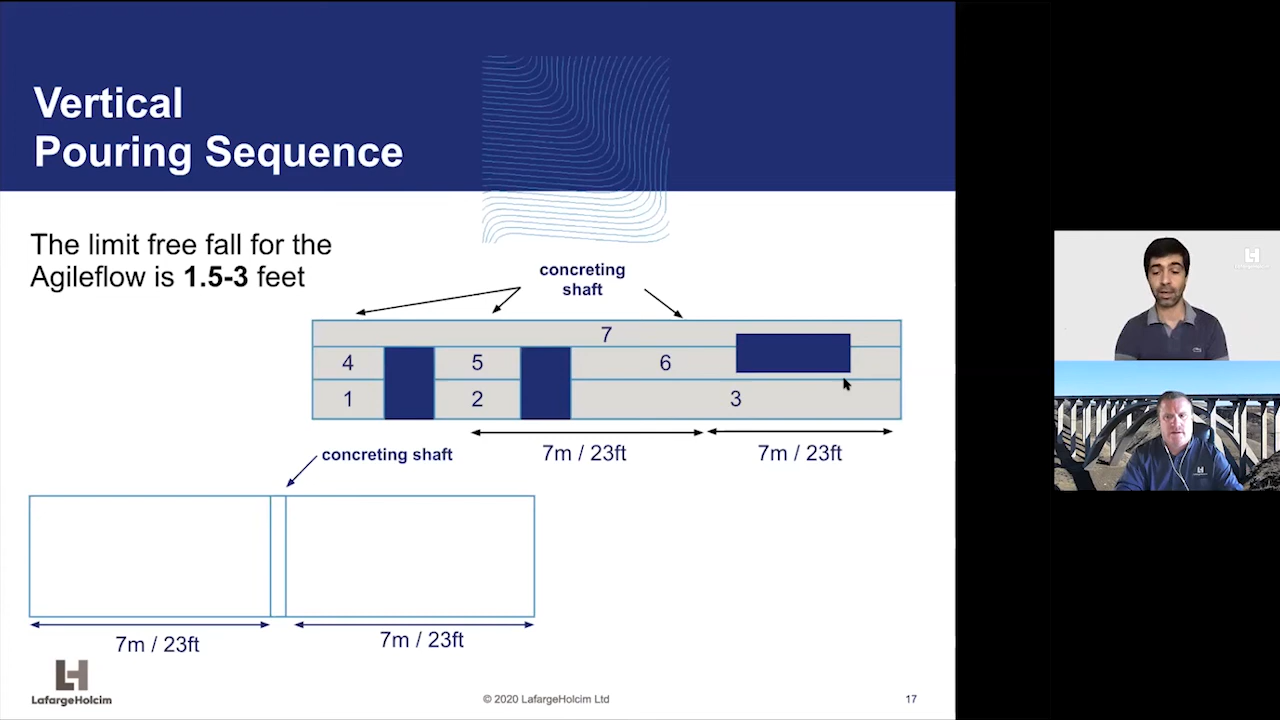 Vertical
Pouring Sequence
The limit free fall for the
Agileflow is 1.5-3 feet
concreting
shaft
7
4 5 6
1 2 3
7m / 23ft 7m / 23ft
concreting shaft
7m / 23ft 7m / 23ft
LH
LafargeHolcim
© 2020 LafargeHolcim Ltd
17